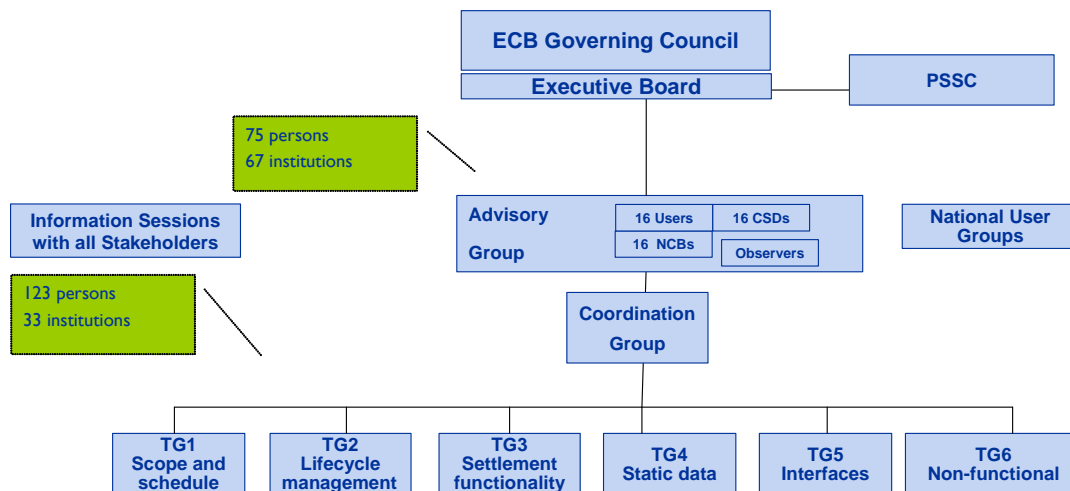 ECB Governing Council
Executive Board
PSSC
75 persons
67 institutions
Advisory
Group
16 Users
16 CSDs
16 NCBs
Observers
Information Sessions
with all Stakeholders
National User
Groups
123 persons
33 institutions
Coordination
Group
TG1
Scope and
schedule
TG2
Lifecycle
management
TG3
Settlement
functionality
TG4
Static data
TG5
Interfaces
TG6
Non-functional